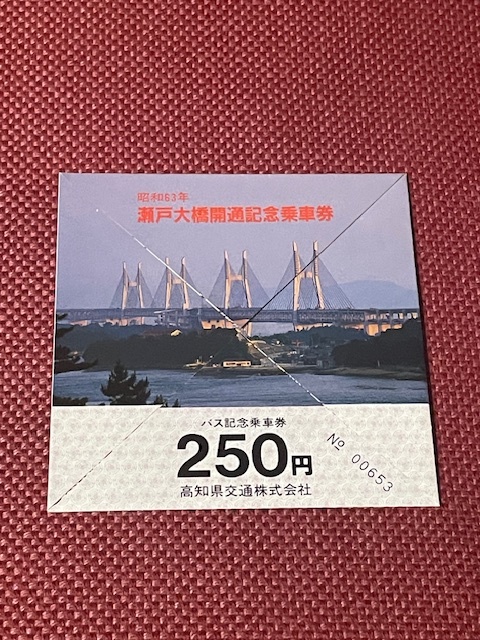 昭和63年
瀬戸大橋開通記念乗車券
バス記念乗車券
250円
高知県交通株式会社
№ 00653